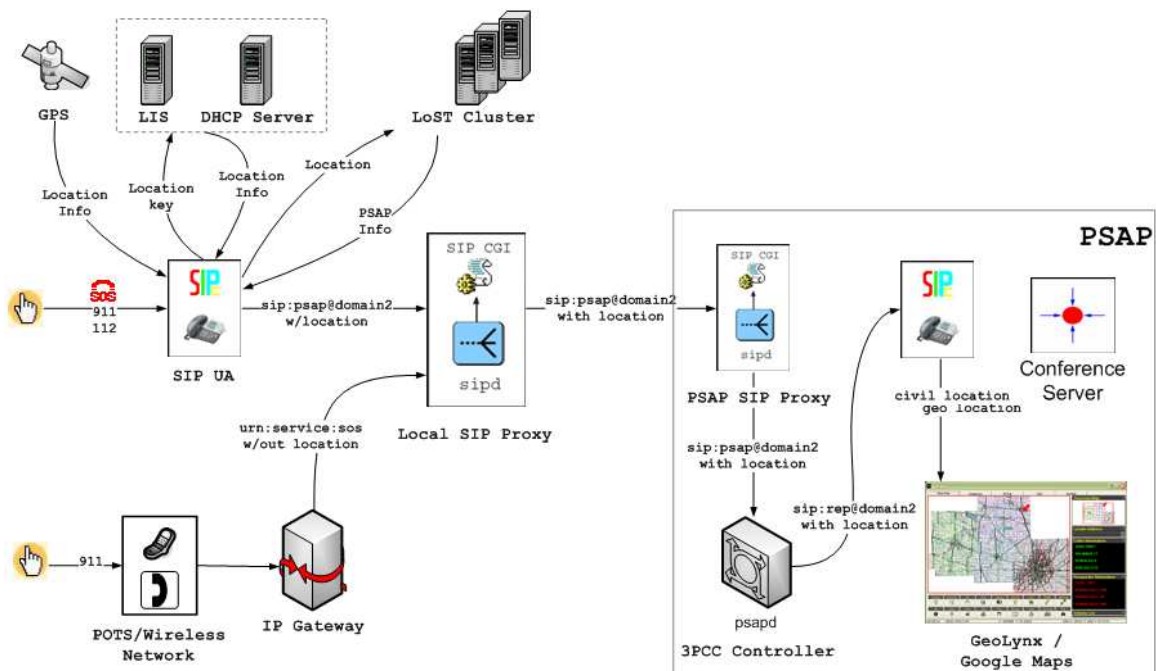 GPS
LIS
DHCP Server
LoST Cluster
Location
Info
Location
key
Location
Info
Location
PSAP
Info
SOS
911
112
SIP
SIP UA
sip:psap@domain2
w/location
SIP CGI
sipd
Local SIP Proxy
sip:psap@domain2
with location
urn:service:sos
w/out location
911
POTS/Wireless
Network
IP Gateway
PSAP
SIP CGI
sipd
PSAP SIP Proxy
sip:psap@domain2
with location
psapd
3PCC Controller
sip:rep@domain2
with location
SIP
civil location
geo location
Conference
Server
GeoLynx /
Google Maps